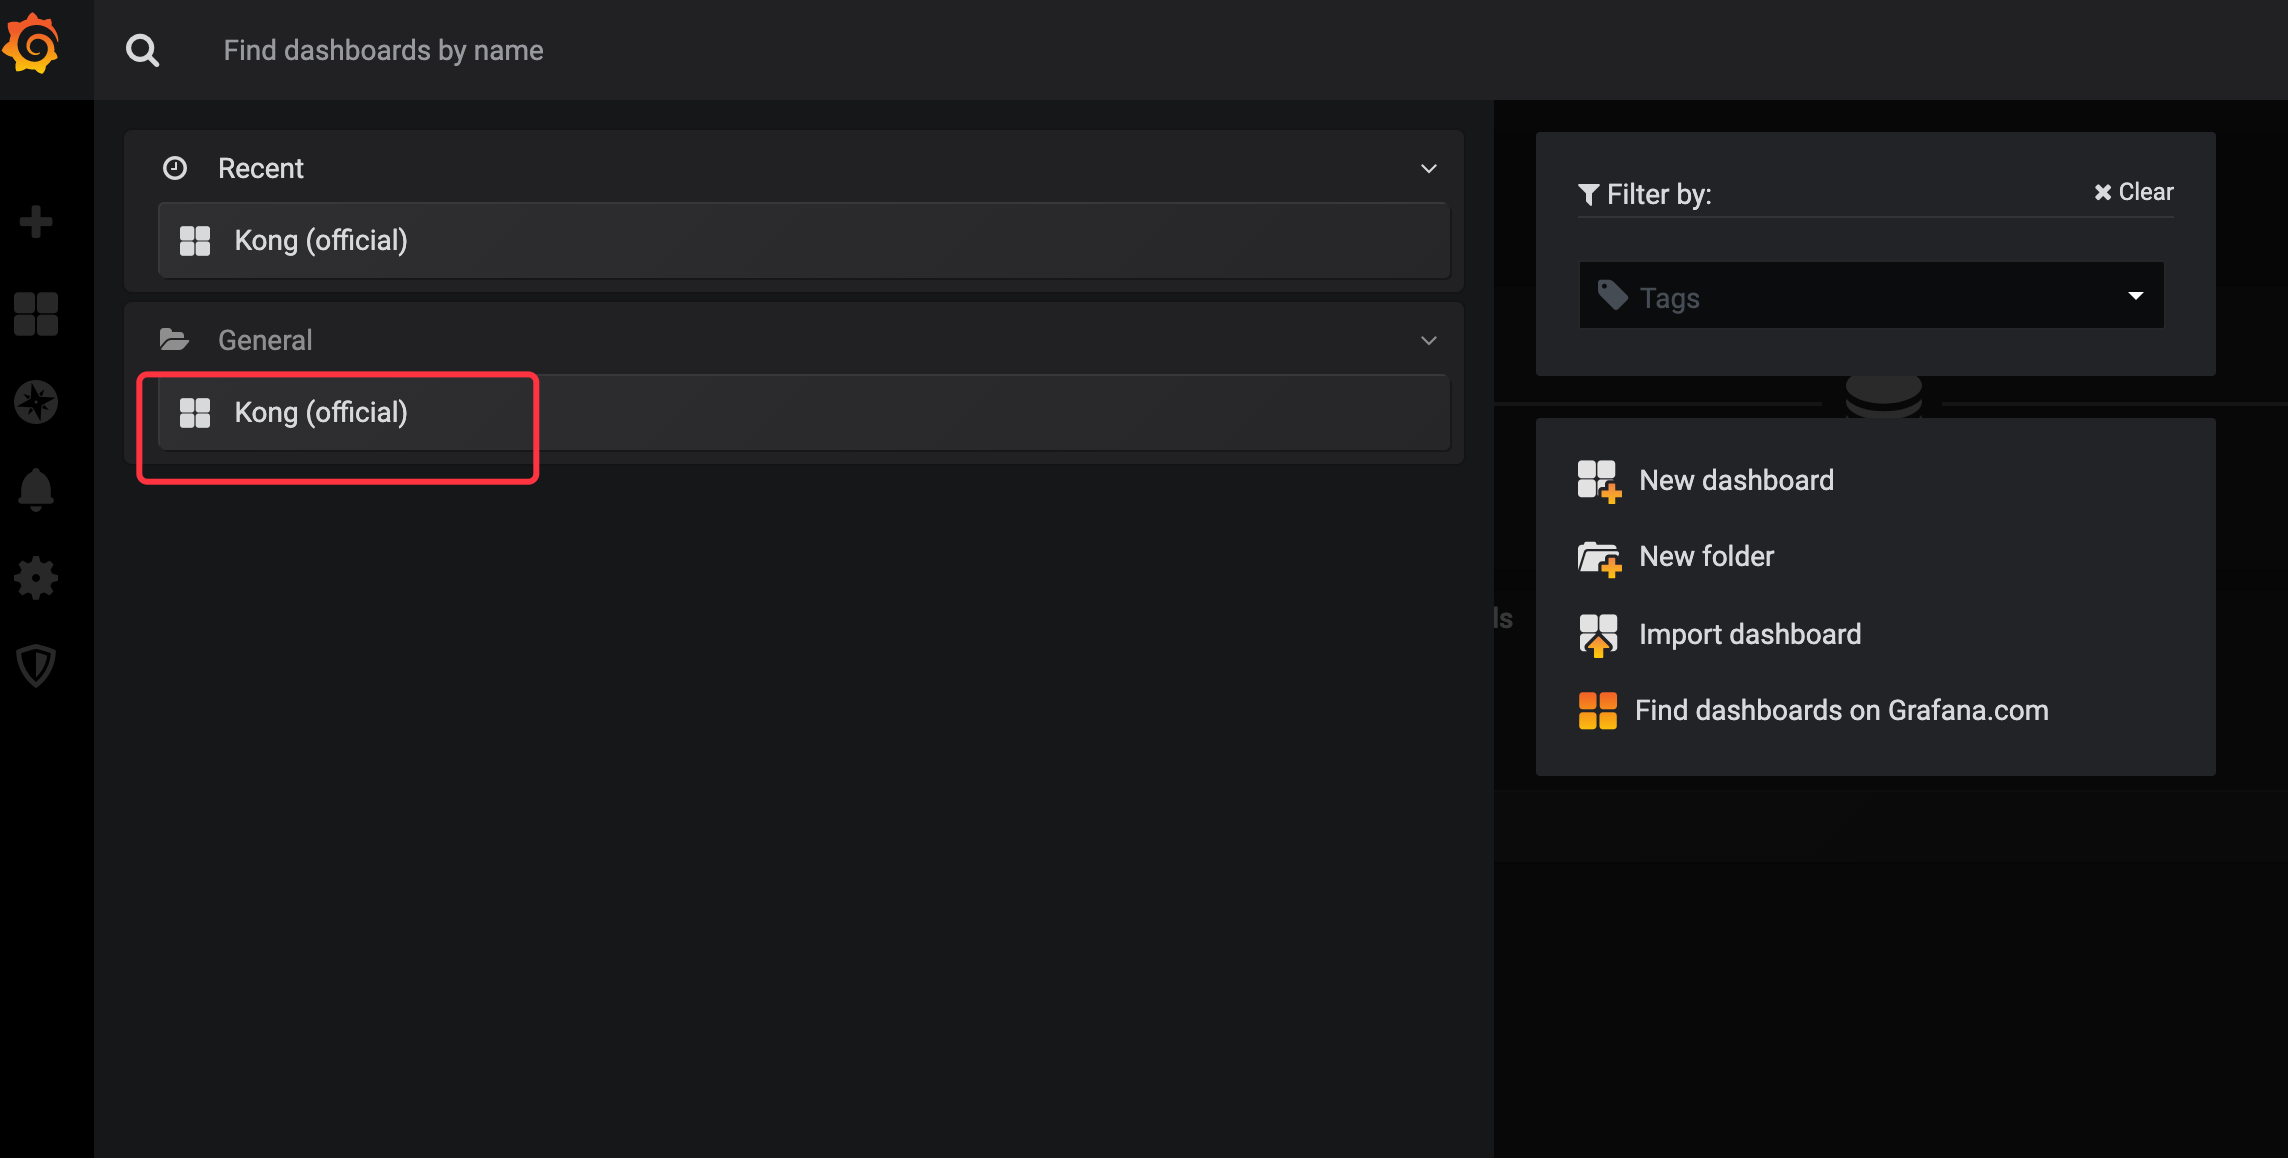 Find dashboards by name
Recent
Kong (official)
General
Kong (official)
Filter by:
Clear
Tags
New dashboard
New folder
ls
Import dashboard
Find dashboards on Grafana.com